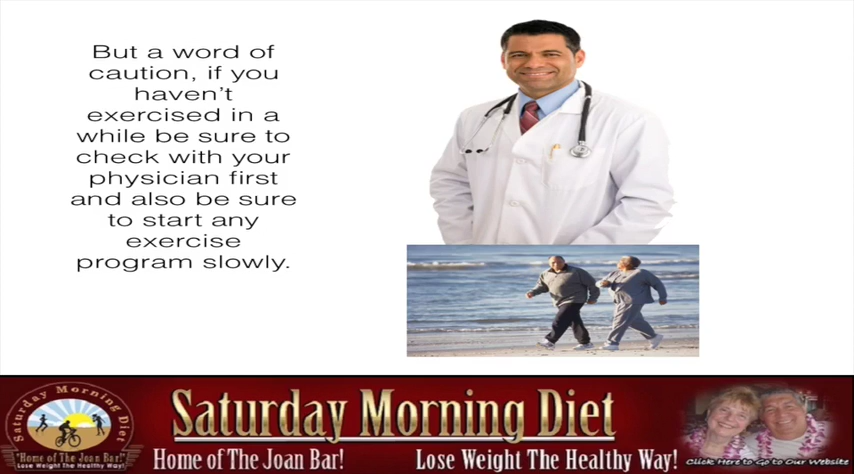 But a word of
caution, if you
haven't
exercised in a
while be sure to
check with your
physician first
and also be sure
to start any
exercise
program slowly.
Saturday Morning Diet
"Home of The Joan Bar!"
Lose Weight The Healthy Way!
Saturday Morning Diet
Home of The Joan Bar!
Lose Weight The Healthy Way!
Click Here to Go to Our Website